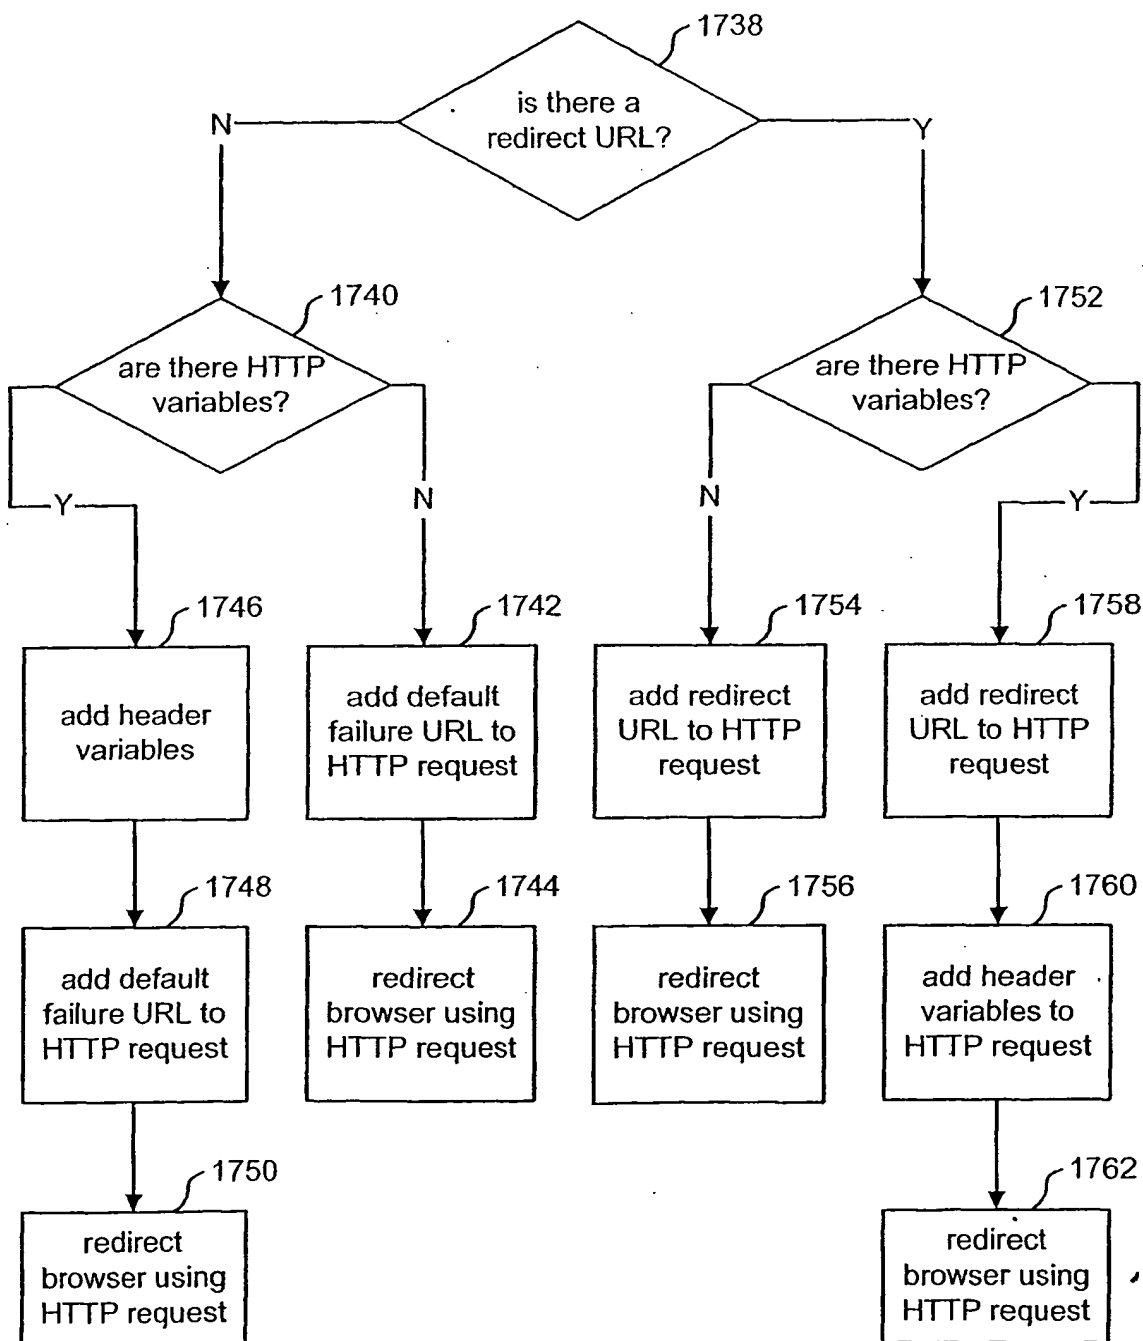 1738
is there a
redirect URL?
N
Y
1740
are there HTTP
variables?
1752
are there HTTP
variables?
Y
N
N
Y
1746
add header
variables
1742
add default
failure URL to
HTTP request
1754
add redirect
URL to HTTP
request
1758
add redirect
URL to HTTP
request
1748
add default
failure URL to
HTTP request
1744
redirect
browser using
HTTP request
1756
redirect
browser using
HTTP request
1760
add header
variables to
HTTP request
1750
redirect
browser using
HTTP request
1762
redirect
browser using
HTTP request